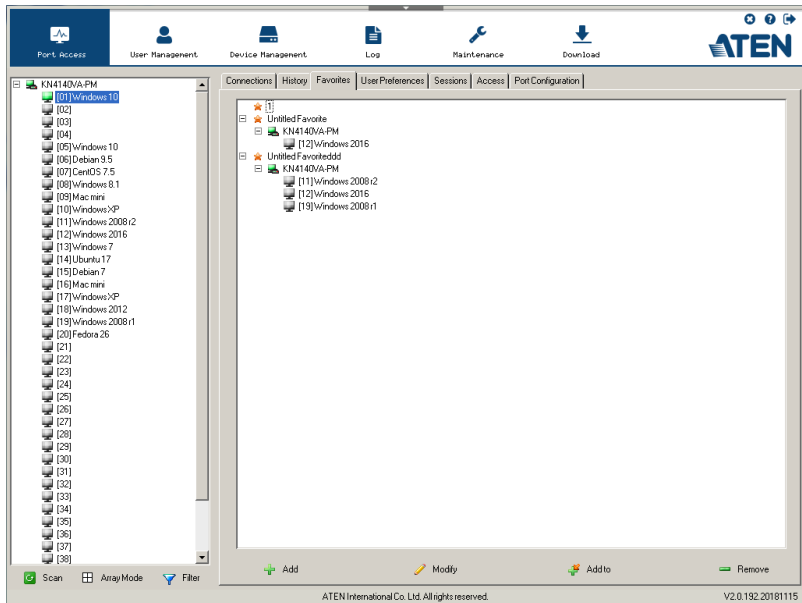 Port Access
User Management
Device Management
Log
Maintenance
Download
ATEN
KN4140VA-PM
[01]Windows 10
[02]
[03]
[04]
[05]Windows 10
[06]Debian 9.5
[07]CentOS 7.5
[08]Windows 8.1
[09]Mac mini
[10]Windows XP
[11]Windows 2008 r2
[12]Windows 2016
[13]Windows 7
[14]Ubuntu 17
[15]Debian 7
[16]Mac mini
[17]Windows XP
[18]Windows 2012
[19]Windows 2008 r1
[20]Fedora 26
[21]
[22]
[23]
[24]
[25]
[26]
[27]
[28]
[29]
[30]
[31]
[32]
[33]
[34]
[35]
[36]
[37]
[38]
Scan
Array Mode
Filter
Connections
History
Favorites
User Preferences
Sessions
Access
Port Configuration
1
Untitled Favorite
KN4140VA-PM
[12]Windows 2016
Untitled Favoriteddd
KN4140VA-PM
[11]Windows 2008 r2
[12]Windows 2016
[19]Windows 2008 r1
Add
Modify
Add to
Remove
ATEN International Co. Ltd. All rights reserved.
V2.0.192.20181115